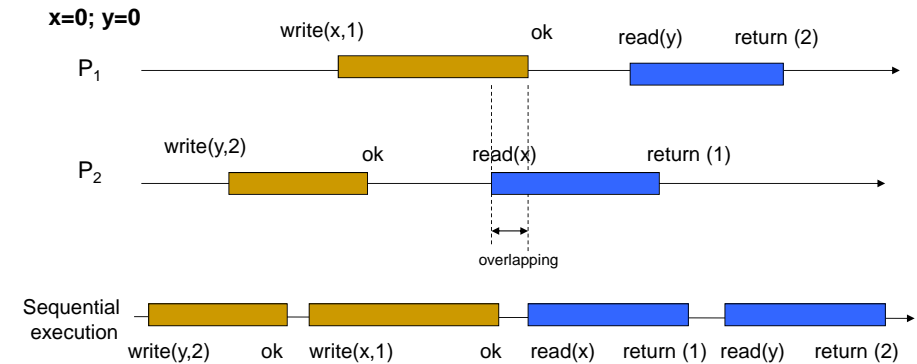 x=0; y=0
write(x,1) ok read(y) return (2)
P1
write(y,2) ok read(x) return (1)
P2
overlapping
Sequential
execution
write(y,2) ok write(x,1) ok read(x) return (1) read(y) return (2)